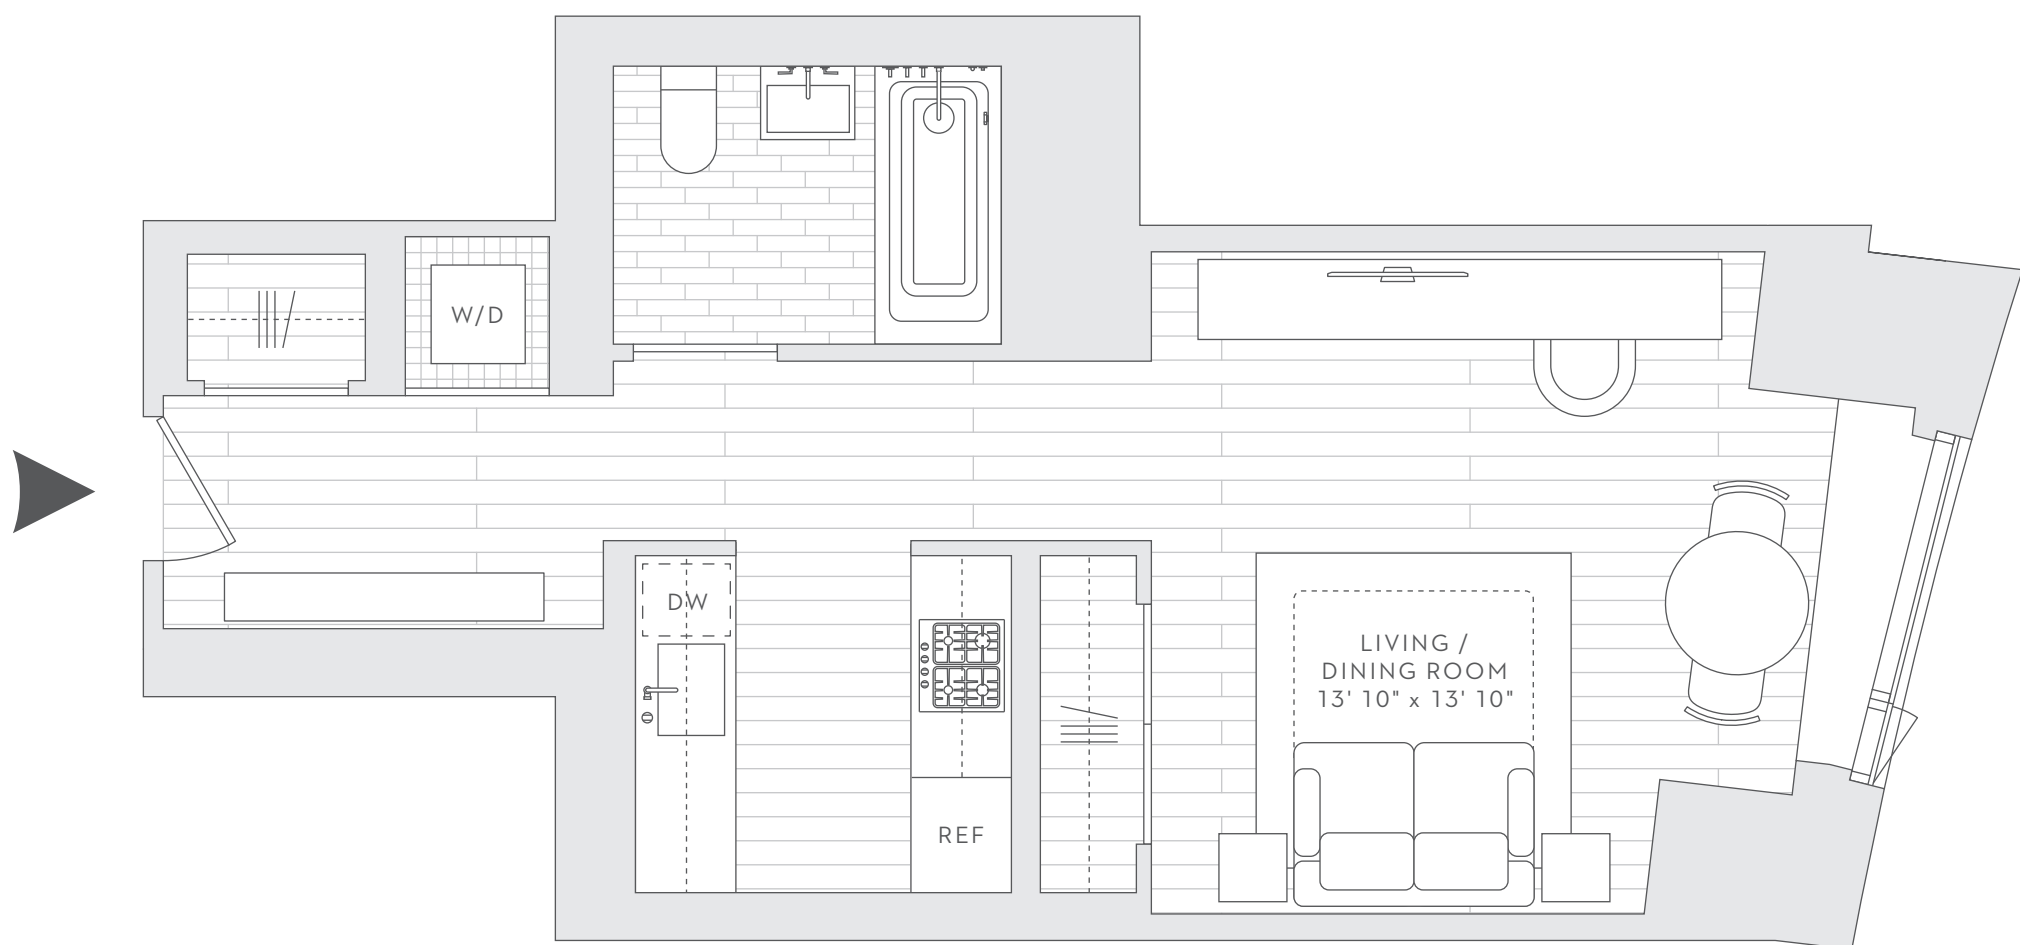 W/D
DW
LIVING /
DINING ROOM
13' 10" x 13' 10"
REF